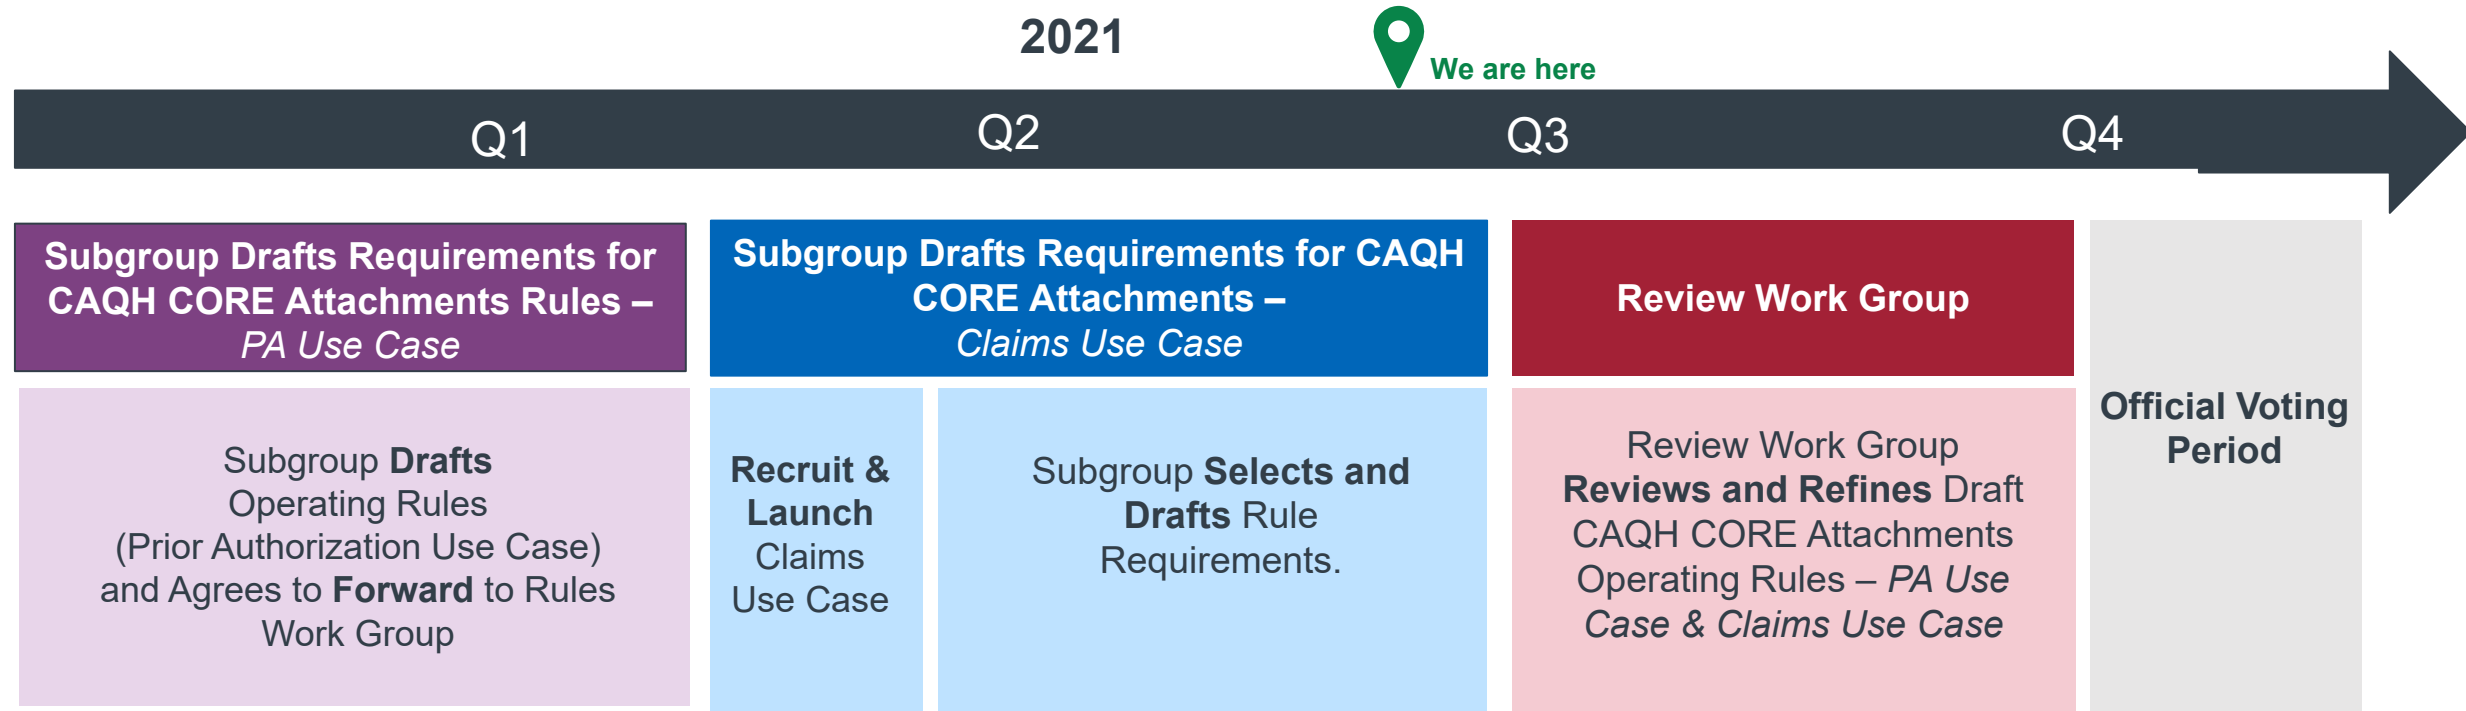 2021
We are here
Q1
Q2
Q3
Q4
Subgroup Drafts Requirements for
CAQH CORE Attachments Rules –
PA Use Case
Subgroup Drafts Requirements for CAQH
CORE Attachments –
Claims Use Case
Review Work Group
Subgroup Drafts
Operating Rules
(Prior Authorization Use Case)
and Agrees to Forward to Rules
Work Group
Recruit &
Launch
Claims
Use Case
Subgroup Selects and
Drafts Rule
Requirements.
Review Work Group
Reviews and Refines Draft
CAQH CORE Attachments
Operating Rules – PA Use
Case & Claims Use Case
Official Voting
Period